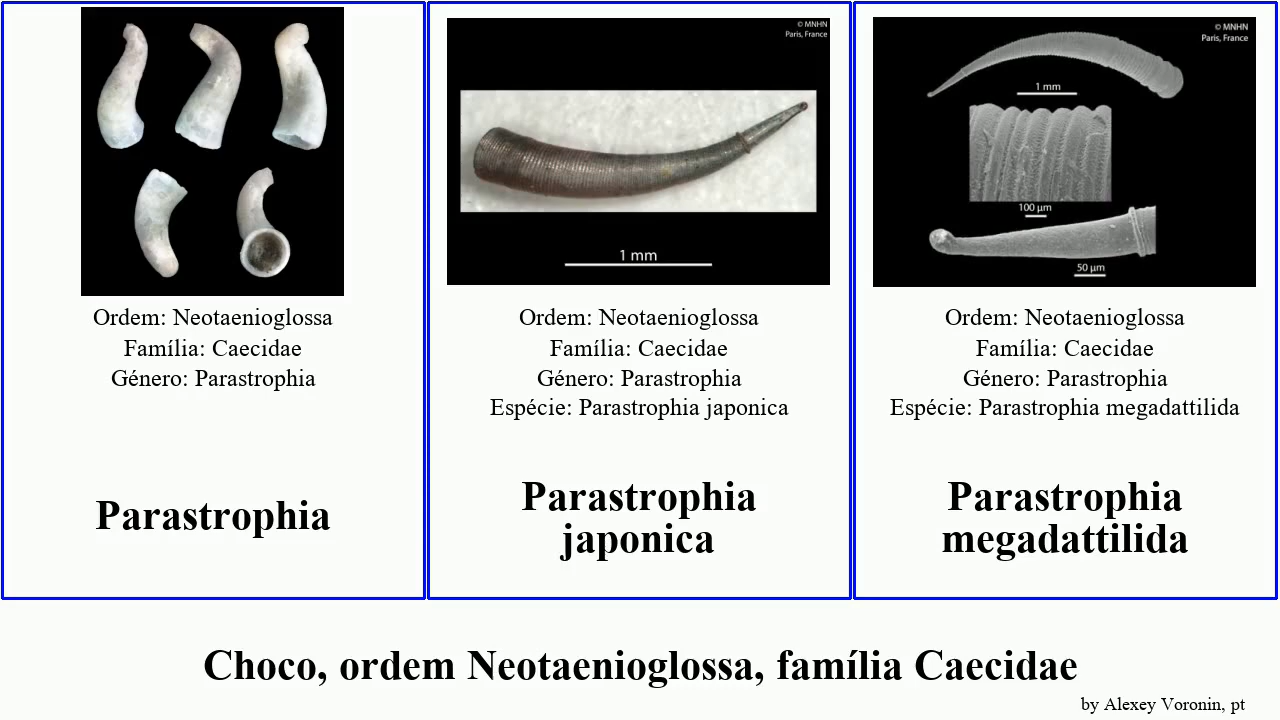 Ordem: Neotaenioglossa
Família: Caecidae
Género: Parastrophia
Parastrophia
© MNHN
Paris, France
1 mm
Ordem: Neotaenioglossa
Família: Caecidae
Género: Parastrophia
Espécie: Parastrophia japonica
Parastrophia
japonica
© MNHN
Paris, France
1 mm
100 µm
50 µm
Ordem: Neotaenioglossa
Família: Caecidae
Género: Parastrophia
Espécie: Parastrophia megadattilida
Parastrophia
megadattilida
Choco, ordem Neotaenioglossa, família Caecidae
by Alexey Voronin, pt